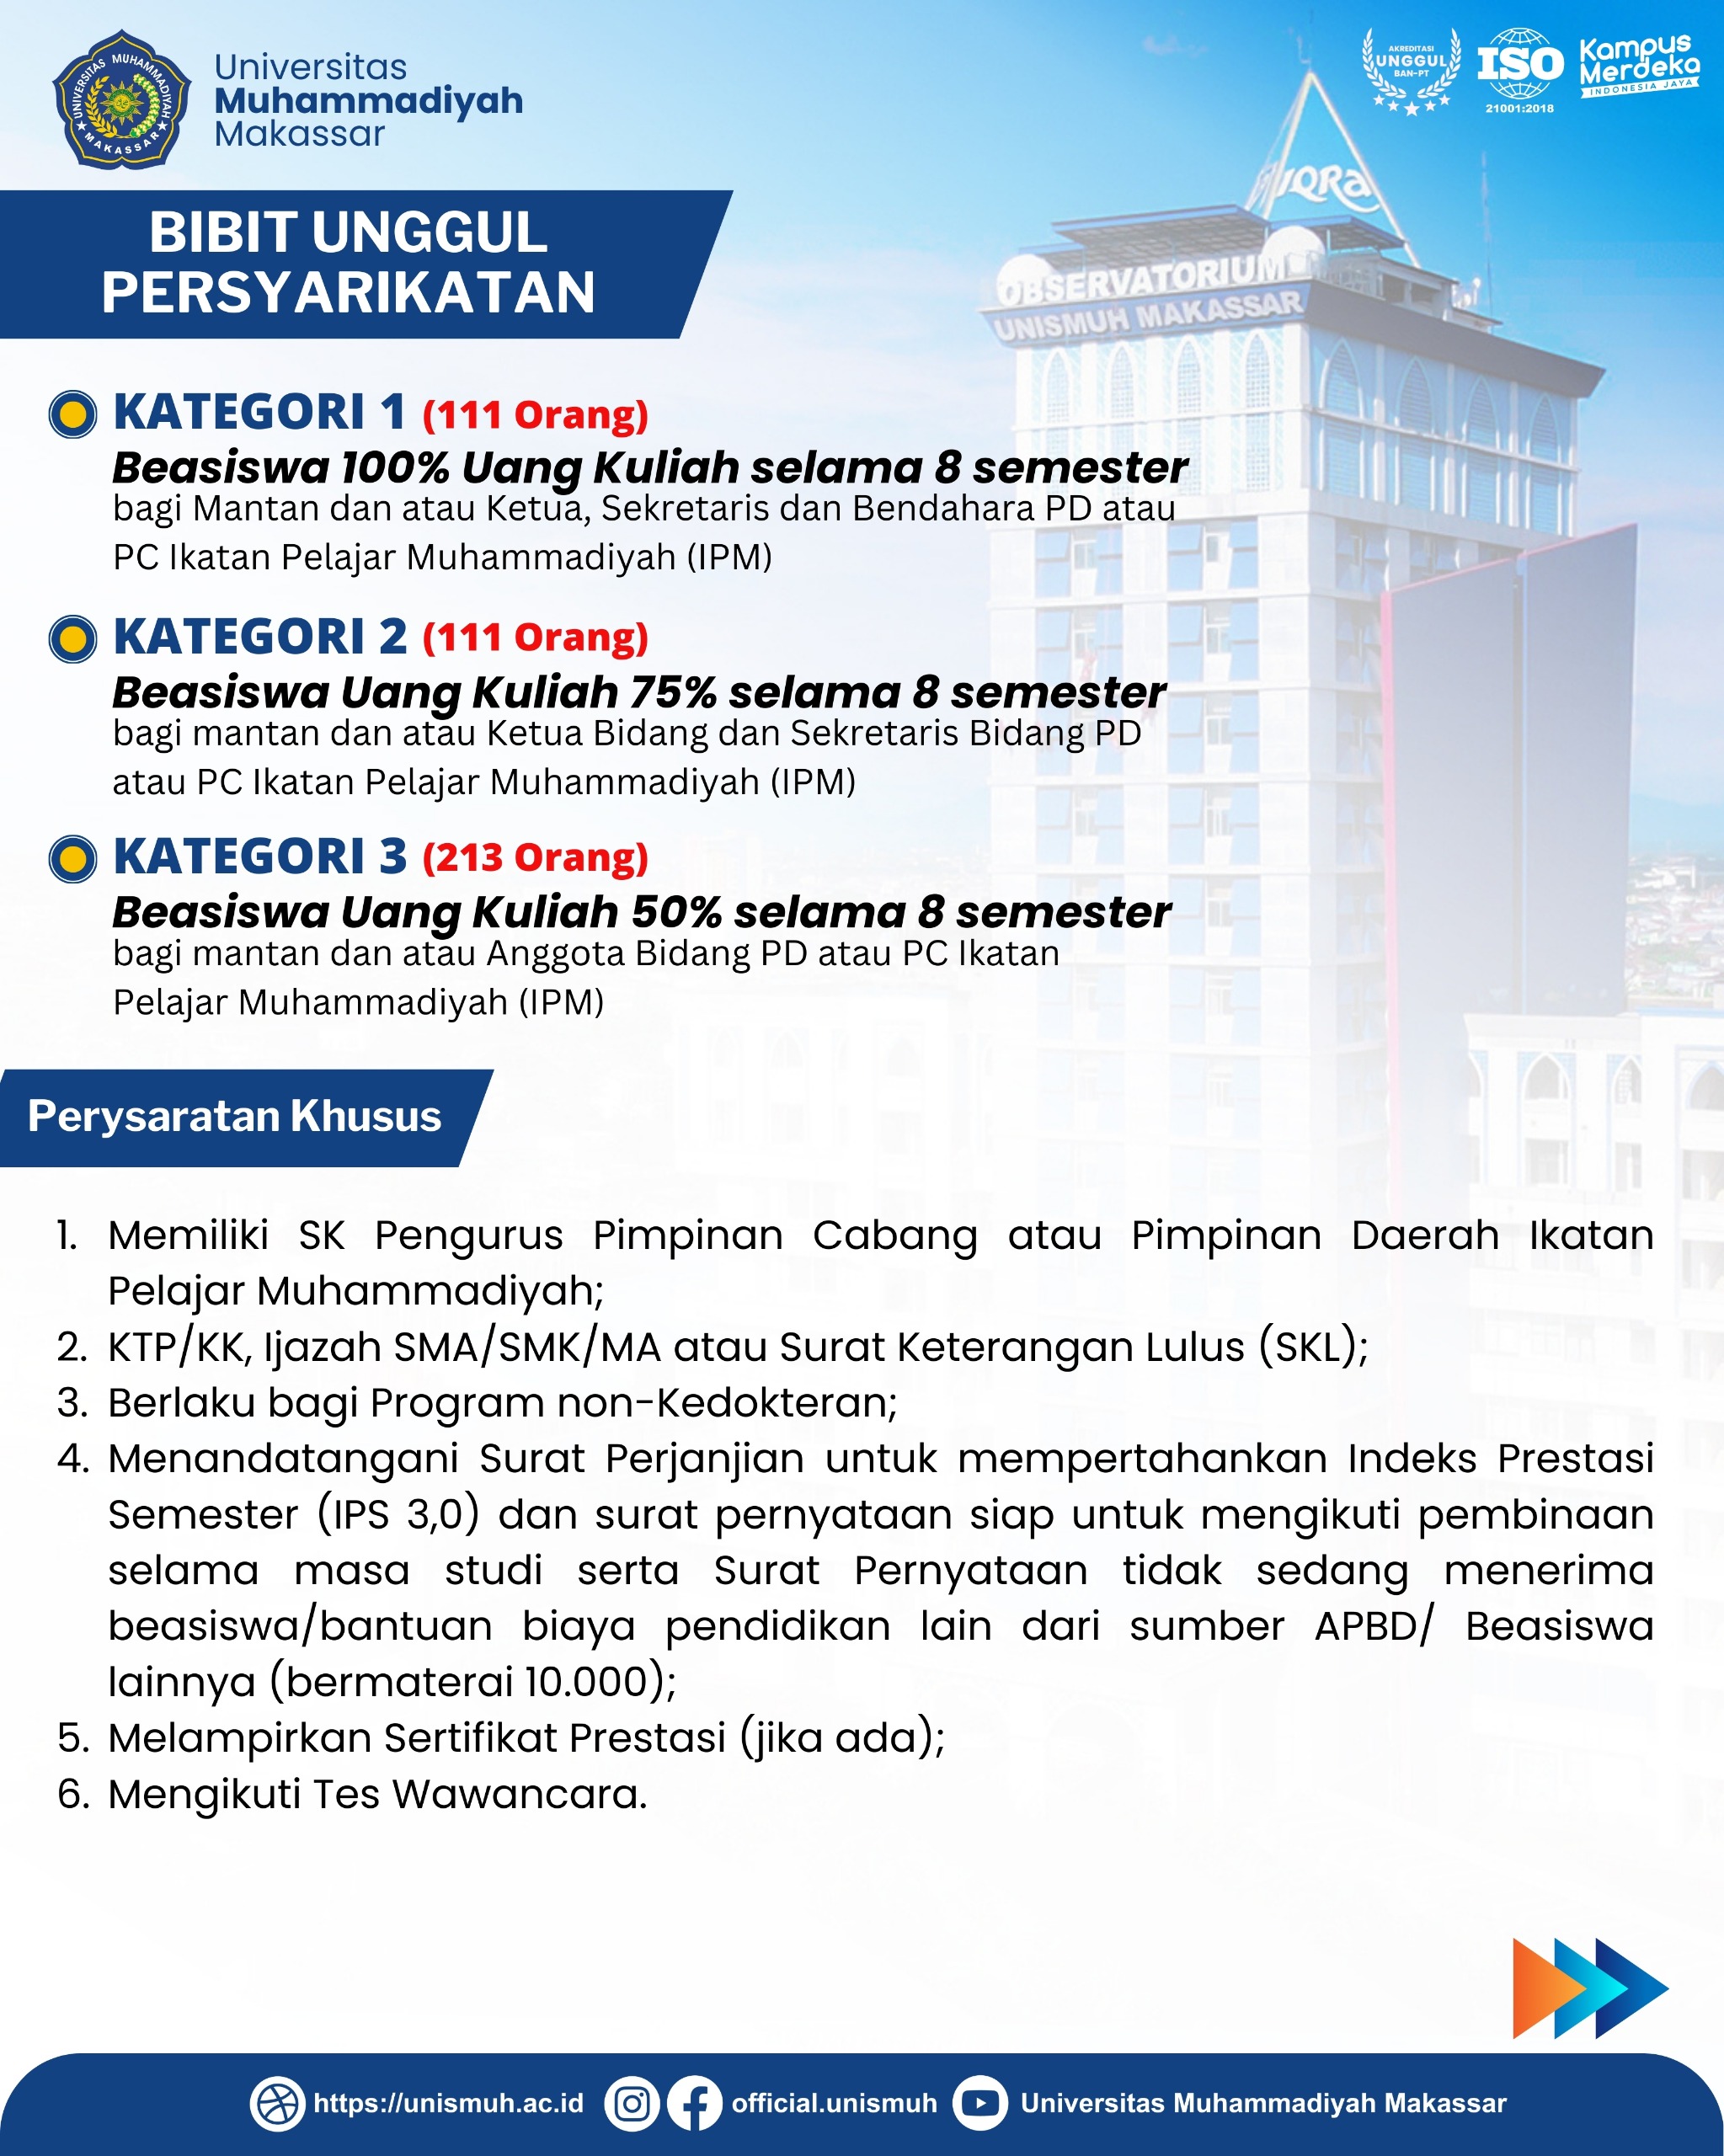 UNIVERSITAS MUHAMMADIYAH
MAKASSAR
Universitas
Muhammadiyah
Makassar
AKREDITASI
UNGGUL
BAN-PT
ISO
21001:2018
Kampus
Merdeka
INDONESIA JAYA
IQRa
OBSERVATORIUM
UNISMUH MAKASSAR
BIBIT UNGGUL
PERSYARIKATAN
KATEGORI 1 (111 Orang)
Beasiswa 100% Uang Kuliah selama 8 semester
bagi Mantan dan atau Ketua, Sekretaris dan Bendahara PD atau
PC Ikatan Pelajar Muhammadiyah (IPM)
KATEGORI 2 (111 Orang)
Beasiswa Uang Kuliah 75% selama 8 semester
bagi mantan dan atau Ketua Bidang dan Sekretaris Bidang PD
atau PC Ikatan Pelajar Muhammadiyah (IPM)
KATEGORI 3 (213 Orang)
Beasiswa Uang Kuliah 50% selama 8 semester
bagi mantan dan atau Anggota Bidang PD atau PC Ikatan
Pelajar Muhammadiyah (IPM)
Perysaratan Khusus
1. Memiliki SK Pengurus Pimpinan Cabang atau Pimpinan Daerah Ikatan
Pelajar Muhammadiyah;
2. KTP/KK, Ijazah SMA/SMK/MA atau Surat Keterangan Lulus (SKL);
3. Berlaku bagi Program non-Kedokteran;
4. Menandatangani Surat Perjanjian untuk mempertahankan Indeks Prestasi
Semester (IPS 3,0) dan surat pernyataan siap untuk mengikuti pembinaan
selama masa studi serta Surat Pernyataan tidak sedang menerima
beasiswa/bantuan biaya pendidikan lain dari sumber APBD/ Beasiswa
lainnya (bermaterai 10.000);
5. Melampirkan Sertifikat Prestasi (jika ada);
6. Mengikuti Tes Wawancara.
https://unismuh.ac.id
official.unismuh
Universitas Muhammadiyah Makassar